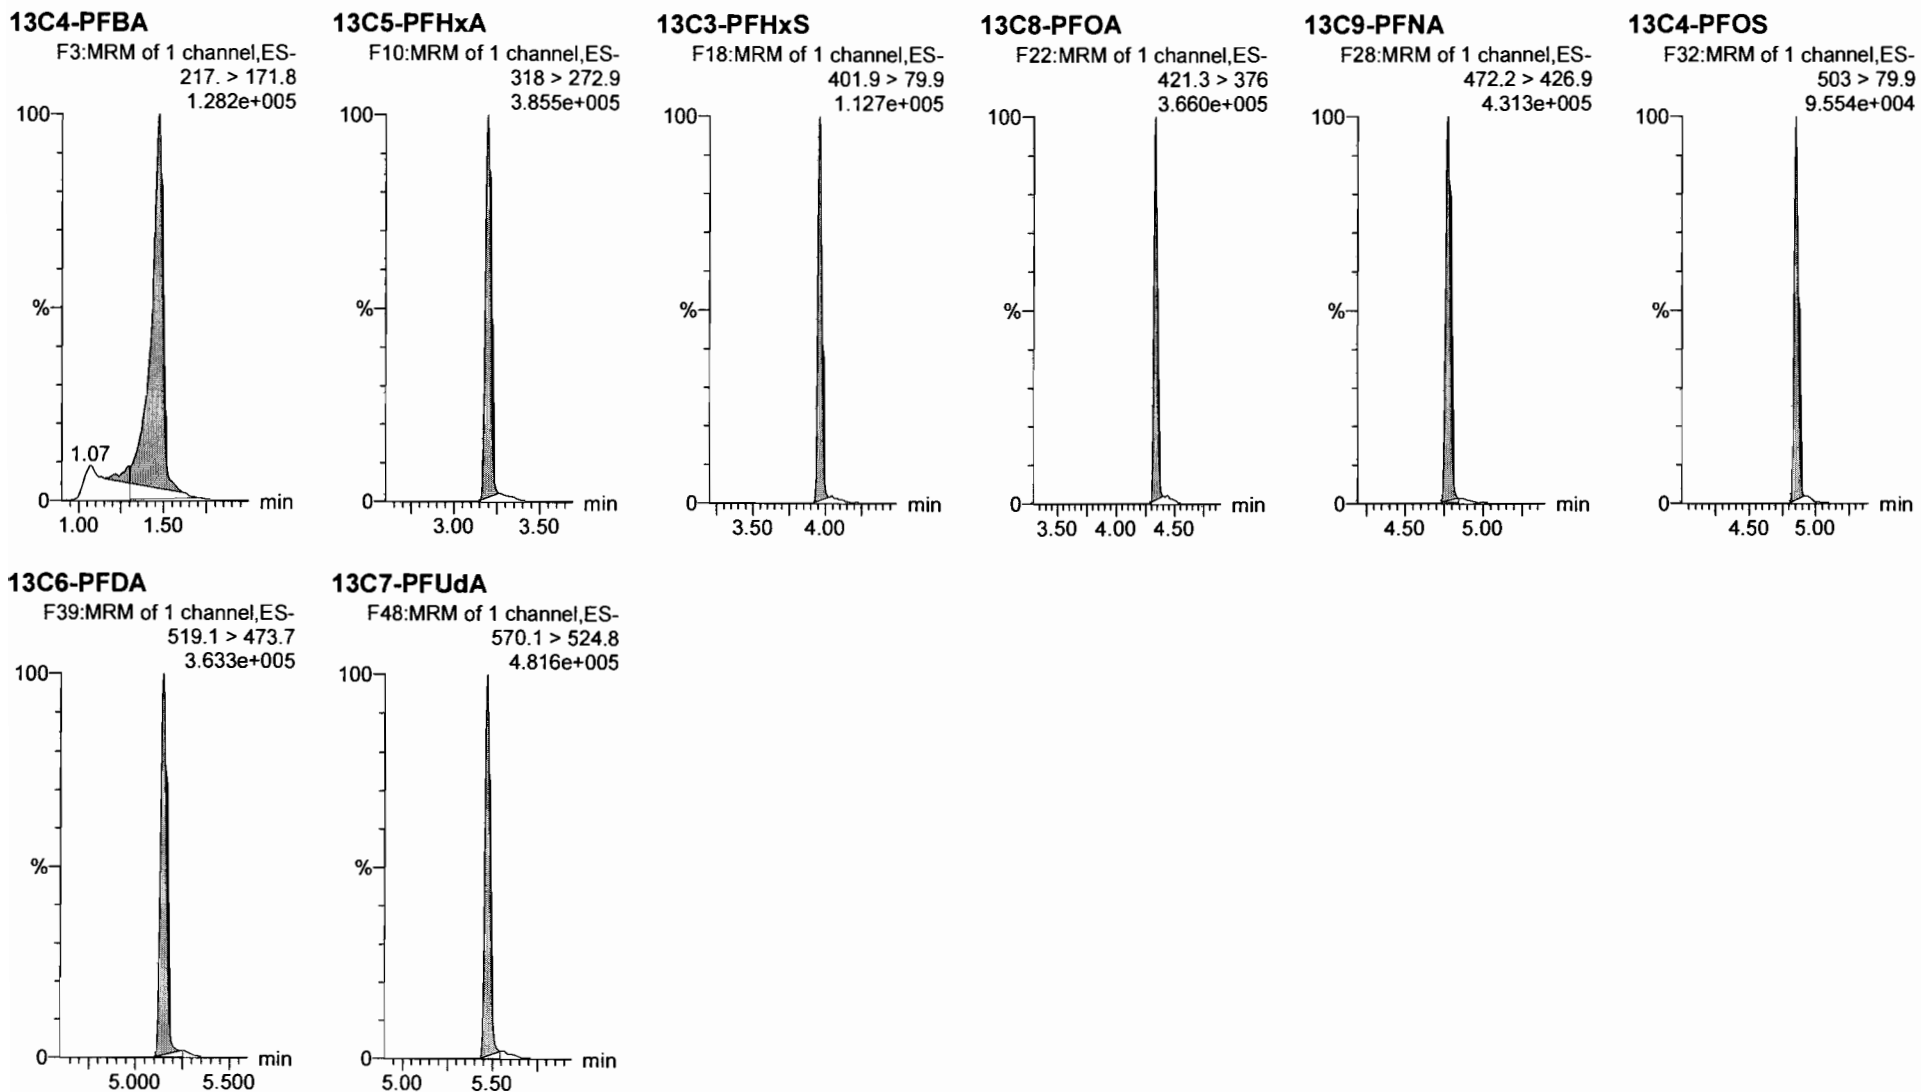 13C4-PFBA
F3:MRM of 1 channel,ES-
217. > 171.8
1.282e+005
100
%
0
1.07
1.00 1.50
min
13C5-PFHxA
F10:MRM of 1 channel,ES-
318 > 272.9
3.855e+005
100
%
0
3.00 3.50
min
13C3-PFHxS
F18:MRM of 1 channel,ES-
401.9 > 79.9
1.127e+005
100
%
0
3.50 4.00
min
13C8-PFOA
F22:MRM of 1 channel,ES-
421.3 > 376
3.660e+005
100
%
0
3.50 4.00 4.50
min
13C9-PFNA
F28:MRM of 1 channel,ES-
472.2 > 426.9
4.313e+005
100
%
0
4.50 5.00
min
13C4-PFOS
F32:MRM of 1 channel,ES-
503 > 79.9
9.554e+004
100
%
0
4.50 5.00
min
13C6-PFDA
F39:MRM of 1 channel,ES-
519.1 > 473.7
3.633e+005
100
%
0
5.000 5.500
min
13C7-PFUdA
F48:MRM of 1 channel,ES-
570.1 > 524.8
4.816e+005
100
%
0
5.00 5.50
min